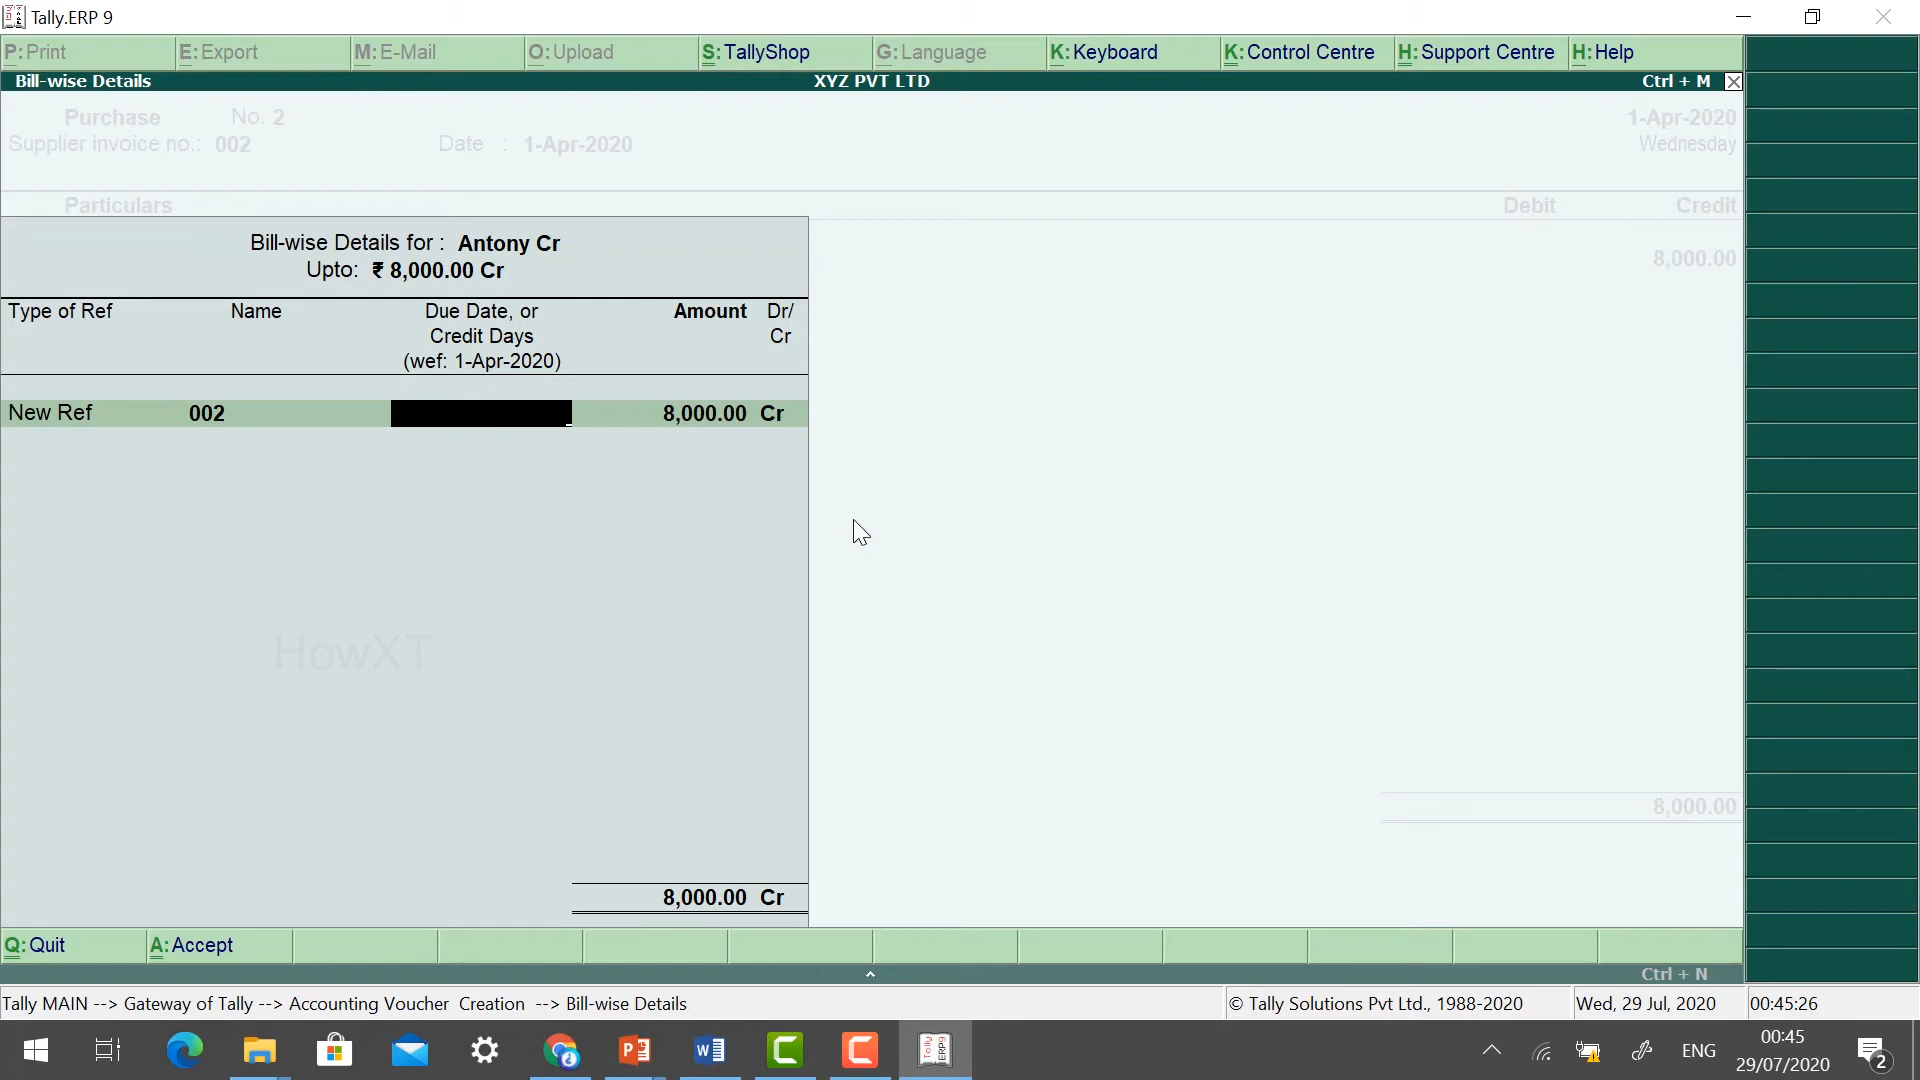 Tally.ERP 9
P: Print E: Export M: E-Mail O: Upload S: TallyShop G: Language K: Keyboard K: Control Centre H: Support Centre H: Help
Bill-wise Details XYZ PVT LTD Ctrl + M
Purchase No. 2 1-Apr-2020
Supplier invoice no.: 002 Date : 1-Apr-2020 Wednesday
Particulars Debit Credit
8,000.00
Bill-wise Details for : Antony Cr
Upto: ₹ 8,000.00 Cr
Type of Ref Name Due Date, or Amount Dr/
Credit Days Cr
(wef: 1-Apr-2020)
New Ref 002 8,000.00 Cr
HowXT
8,000.00
8,000.00 Cr
Q: Quit A: Accept
Ctrl + N
Tally MAIN --> Gateway of Tally --> Accounting Voucher Creation --> Bill-wise Details © Tally Solutions Pvt Ltd., 1988-2020 Wed, 29 Jul, 2020 00:45:26
Tally ERP9
ENG
00:45
29/07/2020
2